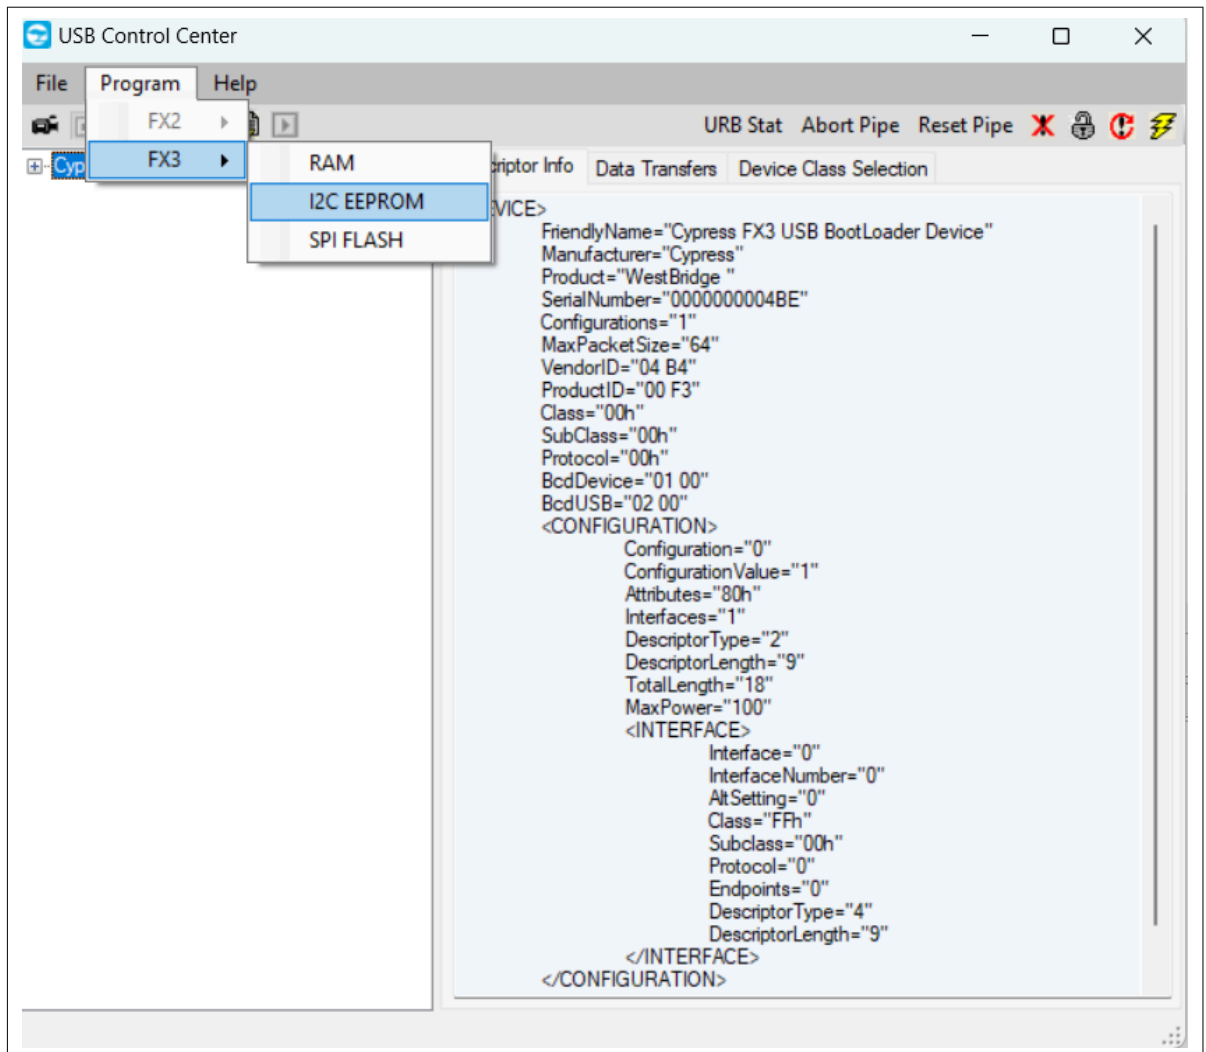 USB Control Center
File Program Help
FX2
FX3
RAM
I2C EEPROM
SPI FLASH
URB Stat Abort Pipe Reset Pipe
Cyp
riptor Info Data Transfers Device Class Selection
VICE>
FriendlyName="Cypress FX3 USB BootLoader Device"
Manufacturer="Cypress"
Product="WestBridge "
SerialNumber="0000000004BE"
Configurations="1"
MaxPacketSize="64"
VendorID="04 B4"
ProductID="00 F3"
Class="00h"
SubClass="00h"
Protocol="00h"
BcdDevice="01 00"
BcdUSB="02 00"
<CONFIGURATION>
Configuration="0"
ConfigurationValue="1"
Attributes="80h"
Interfaces="1"
DescriptorType="2"
DescriptorLength="9"
TotalLength="18"
MaxPower="100"
<INTERFACE>
Interface="0"
InterfaceNumber="0"
AltSetting="0"
Class="FFh"
Subclass="00h"
Protocol="0"
Endpoints="0"
DescriptorType="4"
DescriptorLength="9"
</INTERFACE>
</CONFIGURATION>